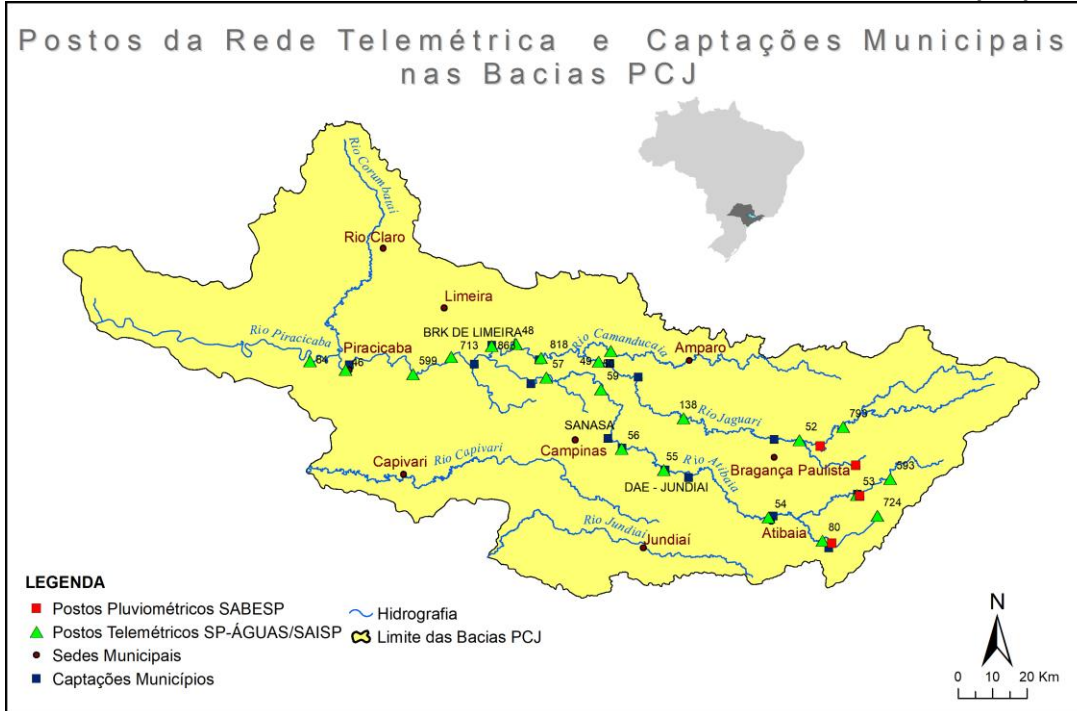 Postos da Rede Telemétrica e Captações Municipais
nas Bacias PCJ
Rio Corumbataí
Rio Claro
Limeira
BRK DE LIMEIRA
48
Rio Piracicaba
Piracicaba
713
866
818
Rio Camanducaia
Amparo
84
46
599
57
49
59
138
Rio Jaguari
52
SANASA
Campinas
56
Capivari
Rio Capivari
55
Rio Atibaia
Bragança Paulista
DAE - JUNDIAI
593
53
54
724
Atibaia
80
Rio Jundiaí
Jundiaí
LEGENDA
Postos Pluviométricos SABESP
Postos Telemétricos SP-ÁGUAS/SAISP
Sedes Municipais
Captações Municípios
Hidrografia
Limite das Bacias PCJ
N
0 10 20 Km